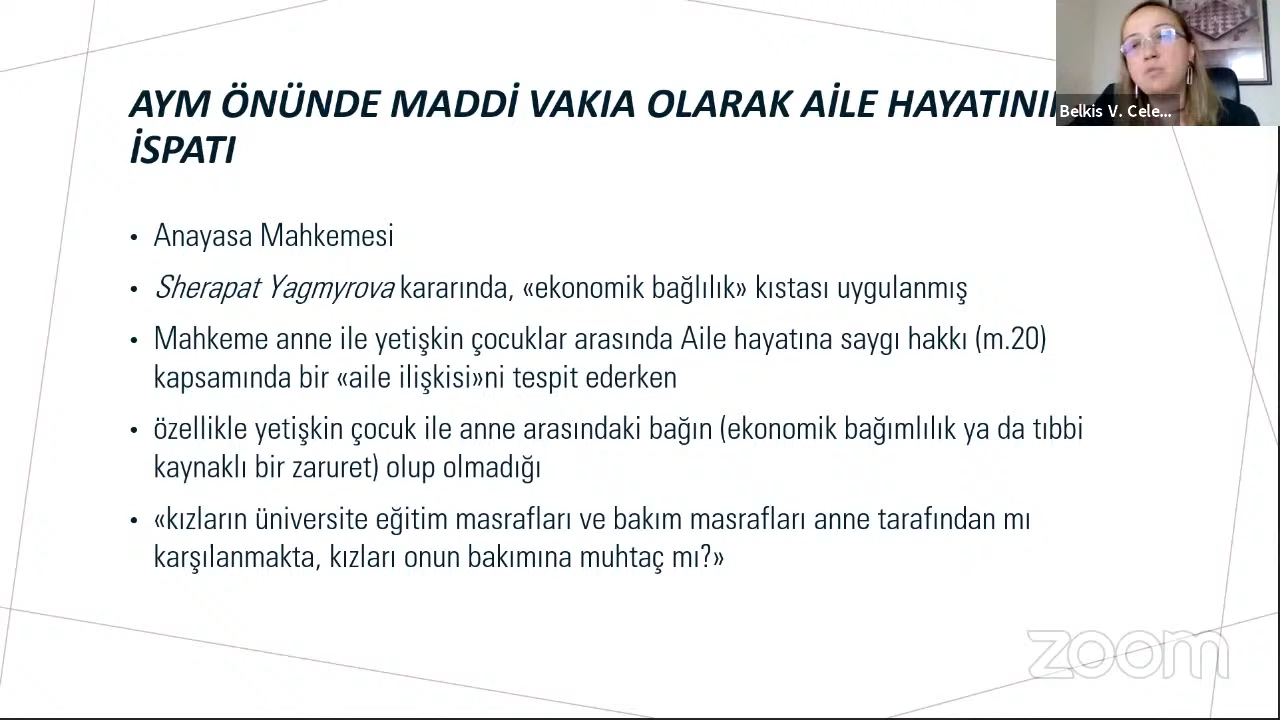 AYM ÖNÜNDE MADDİ VAKIA OLARAK AİLE HAYATININ
İSPATI
Belkis V. Cele...
• Anayasa Mahkemesi
• Sherapat Yagmyrova kararında, «ekonomik bağlılık» kıstası uygulanmış
• Mahkeme anne ile yetişkin çocuklar arasında Aile hayatına saygı hakkı (m.20)
kapsamında bir «aile ilişkisi»ni tespit ederken
• özellikle yetişkin çocuk ile anne arasındaki bağın (ekonomik bağımlılık ya da tıbbi
kaynaklı bir zaruret) olup olmadığı
• «kızların üniversite eğitim masrafları ve bakım masrafları anne tarafından mı
karşılanmakta, kızları onun bakımına muhtaç mı?»
zoom